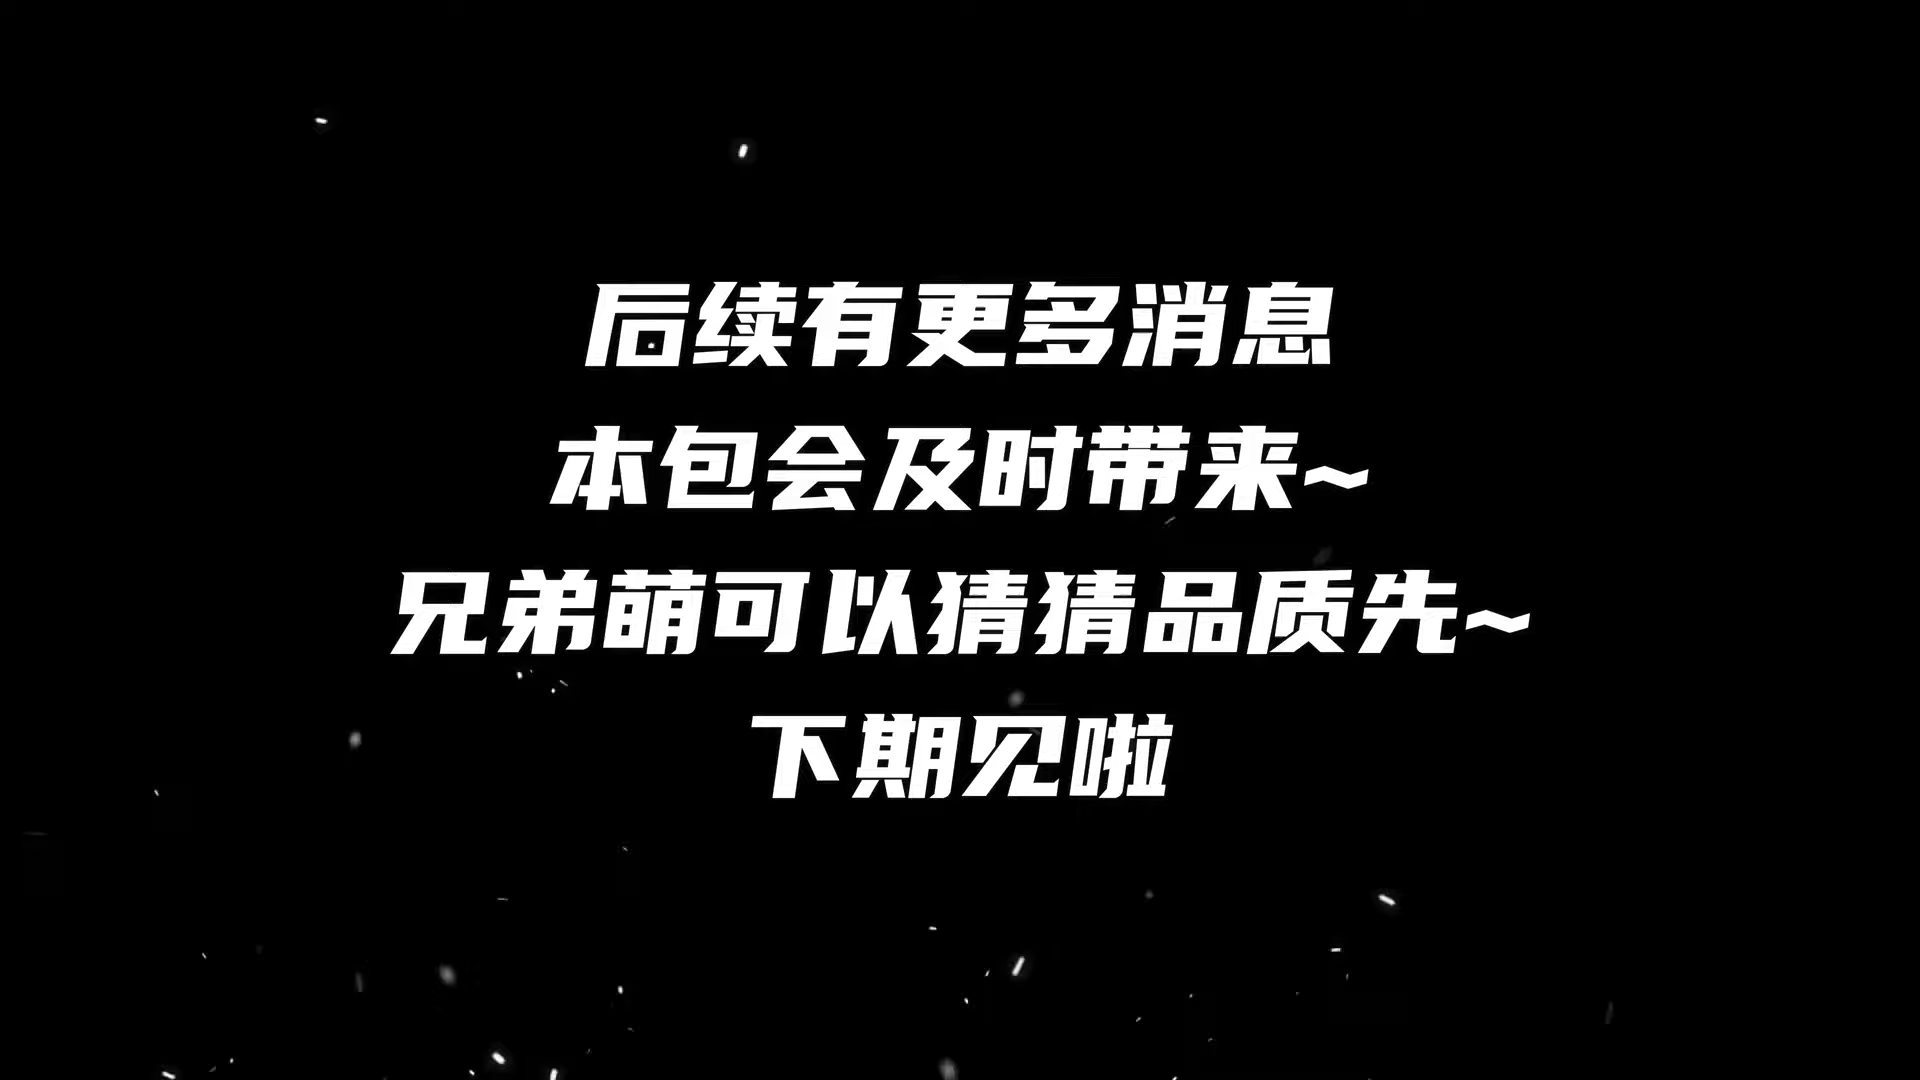 后续有更多消息
本包会及时带来~
兄弟萌可以猜猜品质先~
下期见啦